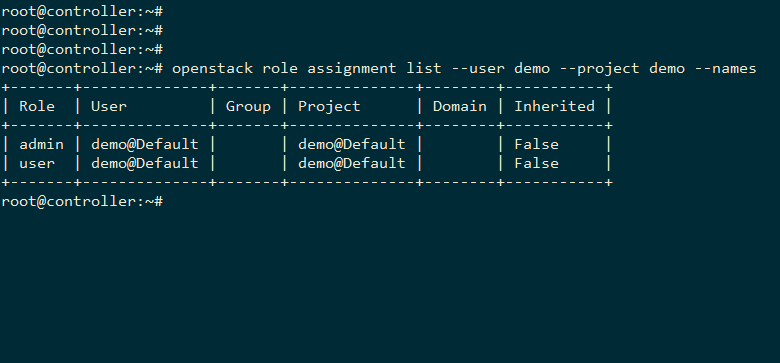 root@controller:~#
root@controller:~#
root@controller:~#
root@controller:~# openstack role assignment list --user demo --project demo --names
+-------+--------------+-------+--------------+--------+-----------+
| Role  | User         | Group | Project      | Domain | Inherited |
+-------+--------------+-------+--------------+--------+-----------+
| admin | demo@Default |       | demo@Default |        | False     |
| user  | demo@Default |       | demo@Default |        | False     |
+-------+--------------+-------+--------------+--------+-----------+
root@controller:~#